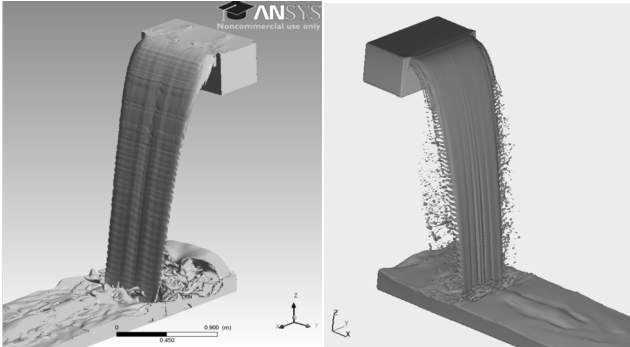 ANSYS
Noncommercial use only
0
0.900 (m)
0.450
Z
X
Y
Z
Y
X